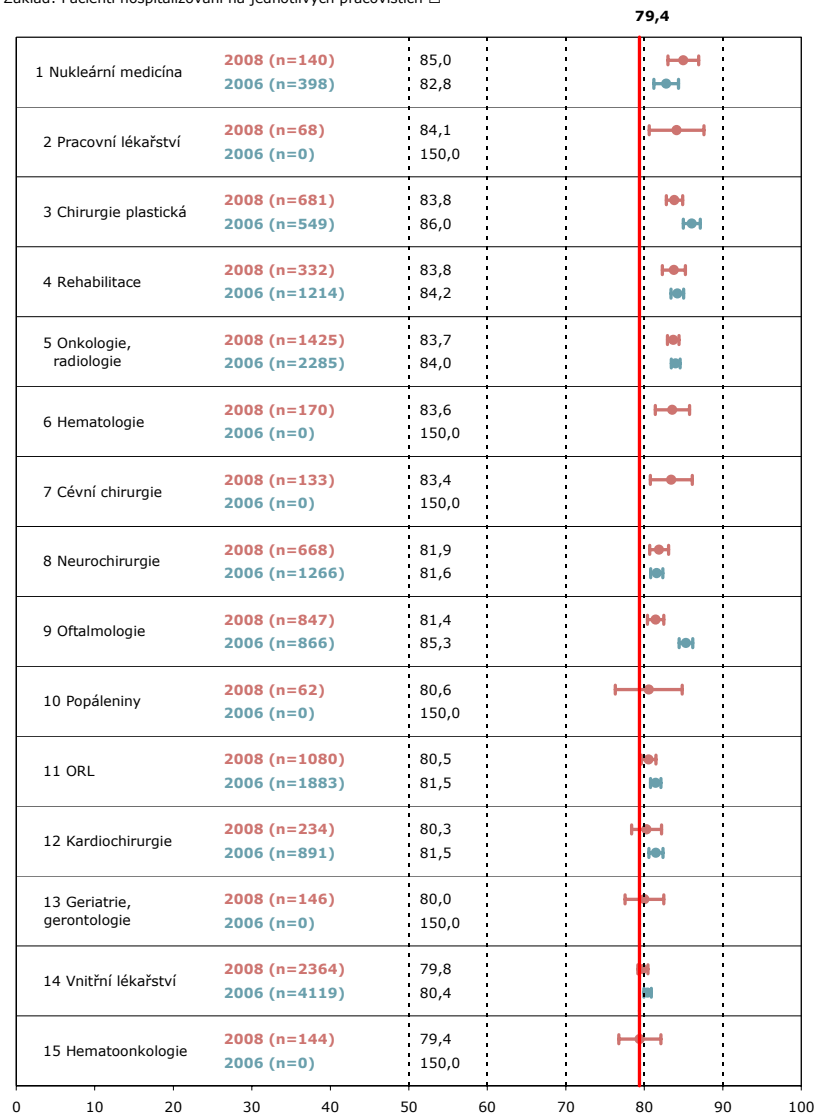 Základ: Pacienti hospitalizovaní na jednotlivých pracovištích
79,4
1 Nukleární medicína
2008 (n=140) 85,0
2006 (n=398) 82,8
2 Pracovní lékařství
2008 (n=68) 84,1
2006 (n=0) 150,0
3 Chirurgie plastická
2008 (n=681) 83,8
2006 (n=549) 86,0
4 Rehabilitace
2008 (n=332) 83,8
2006 (n=1214) 84,2
5 Onkologie,
radiologie
2008 (n=1425) 83,7
2006 (n=2285) 84,0
6 Hematologie
2008 (n=170) 83,6
2006 (n=0) 150,0
7 Cévní chirurgie
2008 (n=133) 83,4
2006 (n=0) 150,0
8 Neurochirurgie
2008 (n=668) 81,9
2006 (n=1266) 81,6
9 Oftalmologie
2008 (n=847) 81,4
2006 (n=866) 85,3
10 Popáleniny
2008 (n=62) 80,6
2006 (n=0) 150,0
11 ORL
2008 (n=1080) 80,5
2006 (n=1883) 81,5
12 Kardiochirurgie
2008 (n=234) 80,3
2006 (n=891) 81,5
13 Geriatrie,
gerontologie
2008 (n=146) 80,0
2006 (n=0) 150,0
14 Vnitřní lékařství
2008 (n=2364) 79,8
2006 (n=4119) 80,4
15 Hematoonkologie
2008 (n=144) 79,4
2006 (n=0) 150,0
0 10 20 30 40 50 60 70 80 90 100